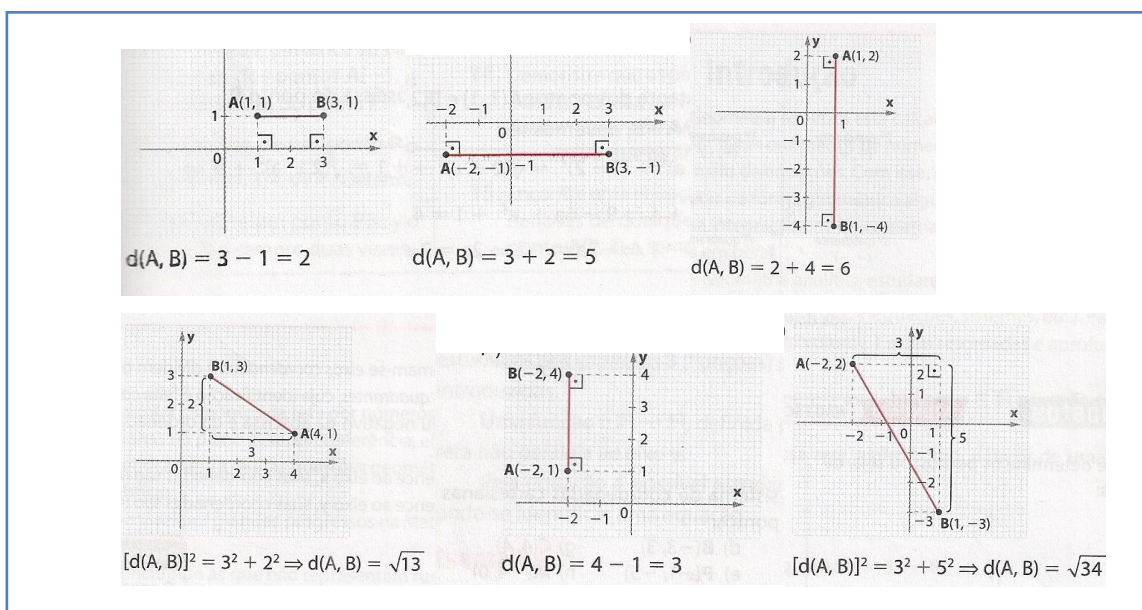 A(1, 1) B(3, 1)
1
x
0 1 2 3
d(A, B) = 3 − 1 = 2
−2 −1 1 2 3 x
0
A(−2, −1) −1 B(3, −1)
d(A, B) = 3 + 2 = 5
y
2 A(1, 2)
1
x
0 1
−1
−2
−3
−4 B(1, −4)
d(A, B) = 2 + 4 = 6
y
B(1, 3)
3
2 2
1 A(4, 1)
3
x
0 1 3 4
[d(A, B)]² = 3² + 2² ⇒ d(A, B) = √13
y
B(−2, 4) 4
3
2
A(−2, 1) 1
x
−2 −1 0
d(A, B) = 4 − 1 = 3
y
3
A(−2, 2) 2
1
x
−2 −1 0 1 5
−1
−2
−3 B(1, −3)
[d(A, B)]² = 3² + 5² ⇒ d(A, B) = √34